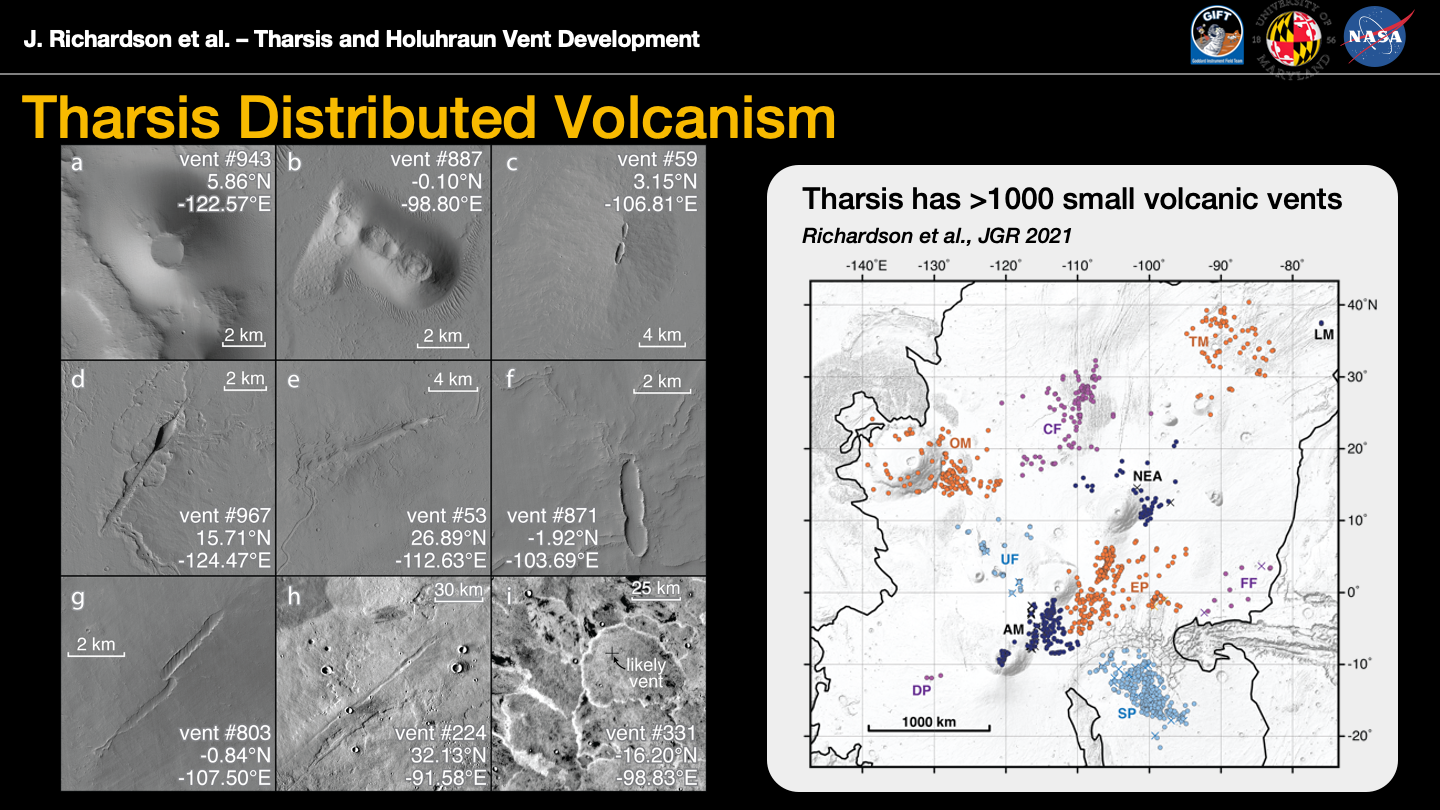 J. Richardson et al. – Tharsis and Holuhraun Vent Development
GIFT
Goddard Instrument Field Team
UNIVERSITY OF
18 56
MARYLAND
NASA
Tharsis Distributed Volcanism
a
vent #943
5.86°N
-122.57°E
2 km
b
vent #887
-0.10°N
-98.80°E
2 km
c
vent #59
3.15°N
-106.81°E
4 km
d
2 km
vent #967
15.71°N
-124.47°E
e
4 km
vent #53
26.89°N
-112.63°E
f
2 km
vent #871
-1.92°N
-103.69°E
g
2 km
vent #803
-0.84°N
-107.50°E
h
30 km
vent #224
32.13°N
-91.58°E
i
25 km
likely
vent
vent #331
-16.20°N
-98.83°E
Tharsis has >1000 small volcanic vents
Richardson et al., JGR 2021
-140°E -130° -120° -110° -100° -90° -80°
40°N
LM
TM
30°
CF
20°
OM
NEA
10°
UF
FF
EP
0°
AM
-10°
DP
SP
1000 km
-20°